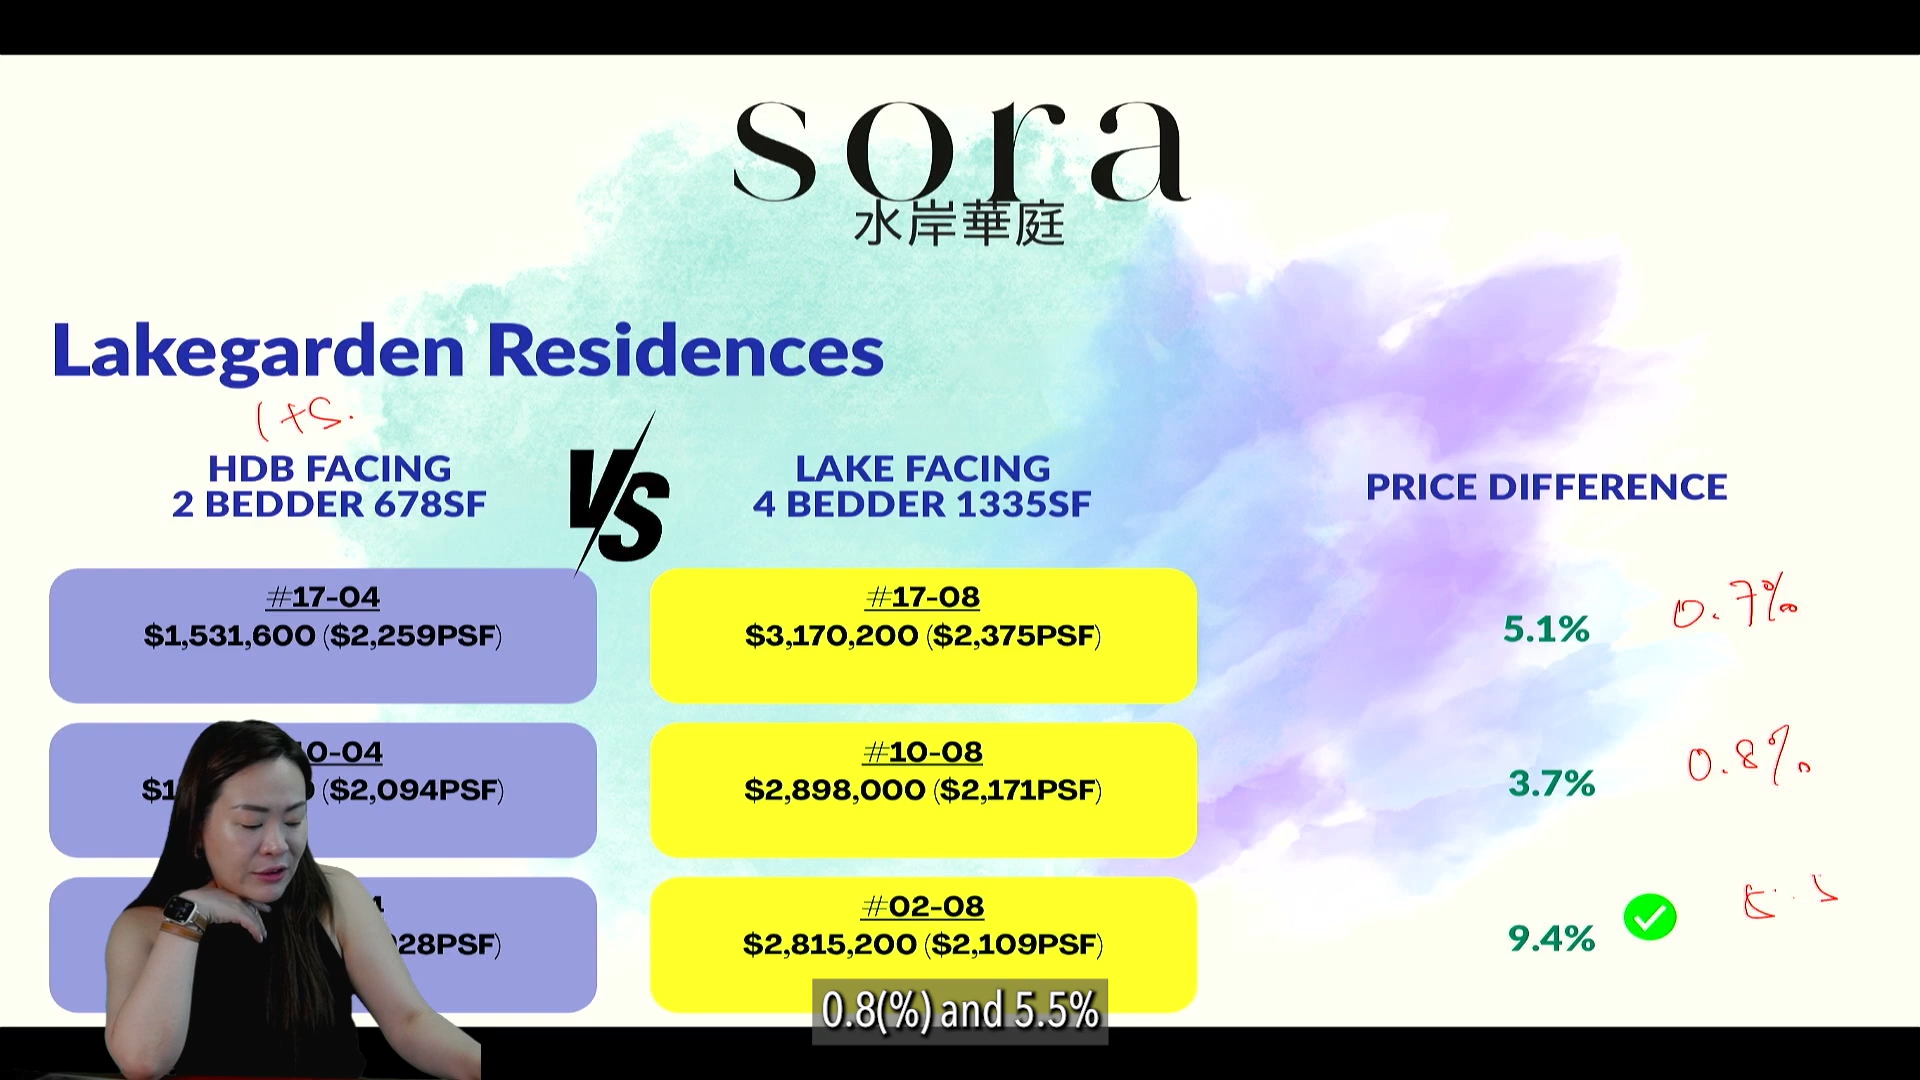 sora
水岸華庭
Lakegarden Residences
1+S.
HDB FACING
2 BEDDER 678SF
VS
LAKE FACING
4 BEDDER 1335SF
PRICE DIFFERENCE
#17-04
$1,531,600 ($2,259PSF)
#17-08
$3,170,200 ($2,375PSF)
5.1%
0.7%
0-04
($2,094PSF)
#10-08
$2,898,000 ($2,171PSF)
3.7%
0.8%
28PSF)
#02-08
$2,815,200 ($2,109PSF)
9.4%
0.8(%) and 5.5%